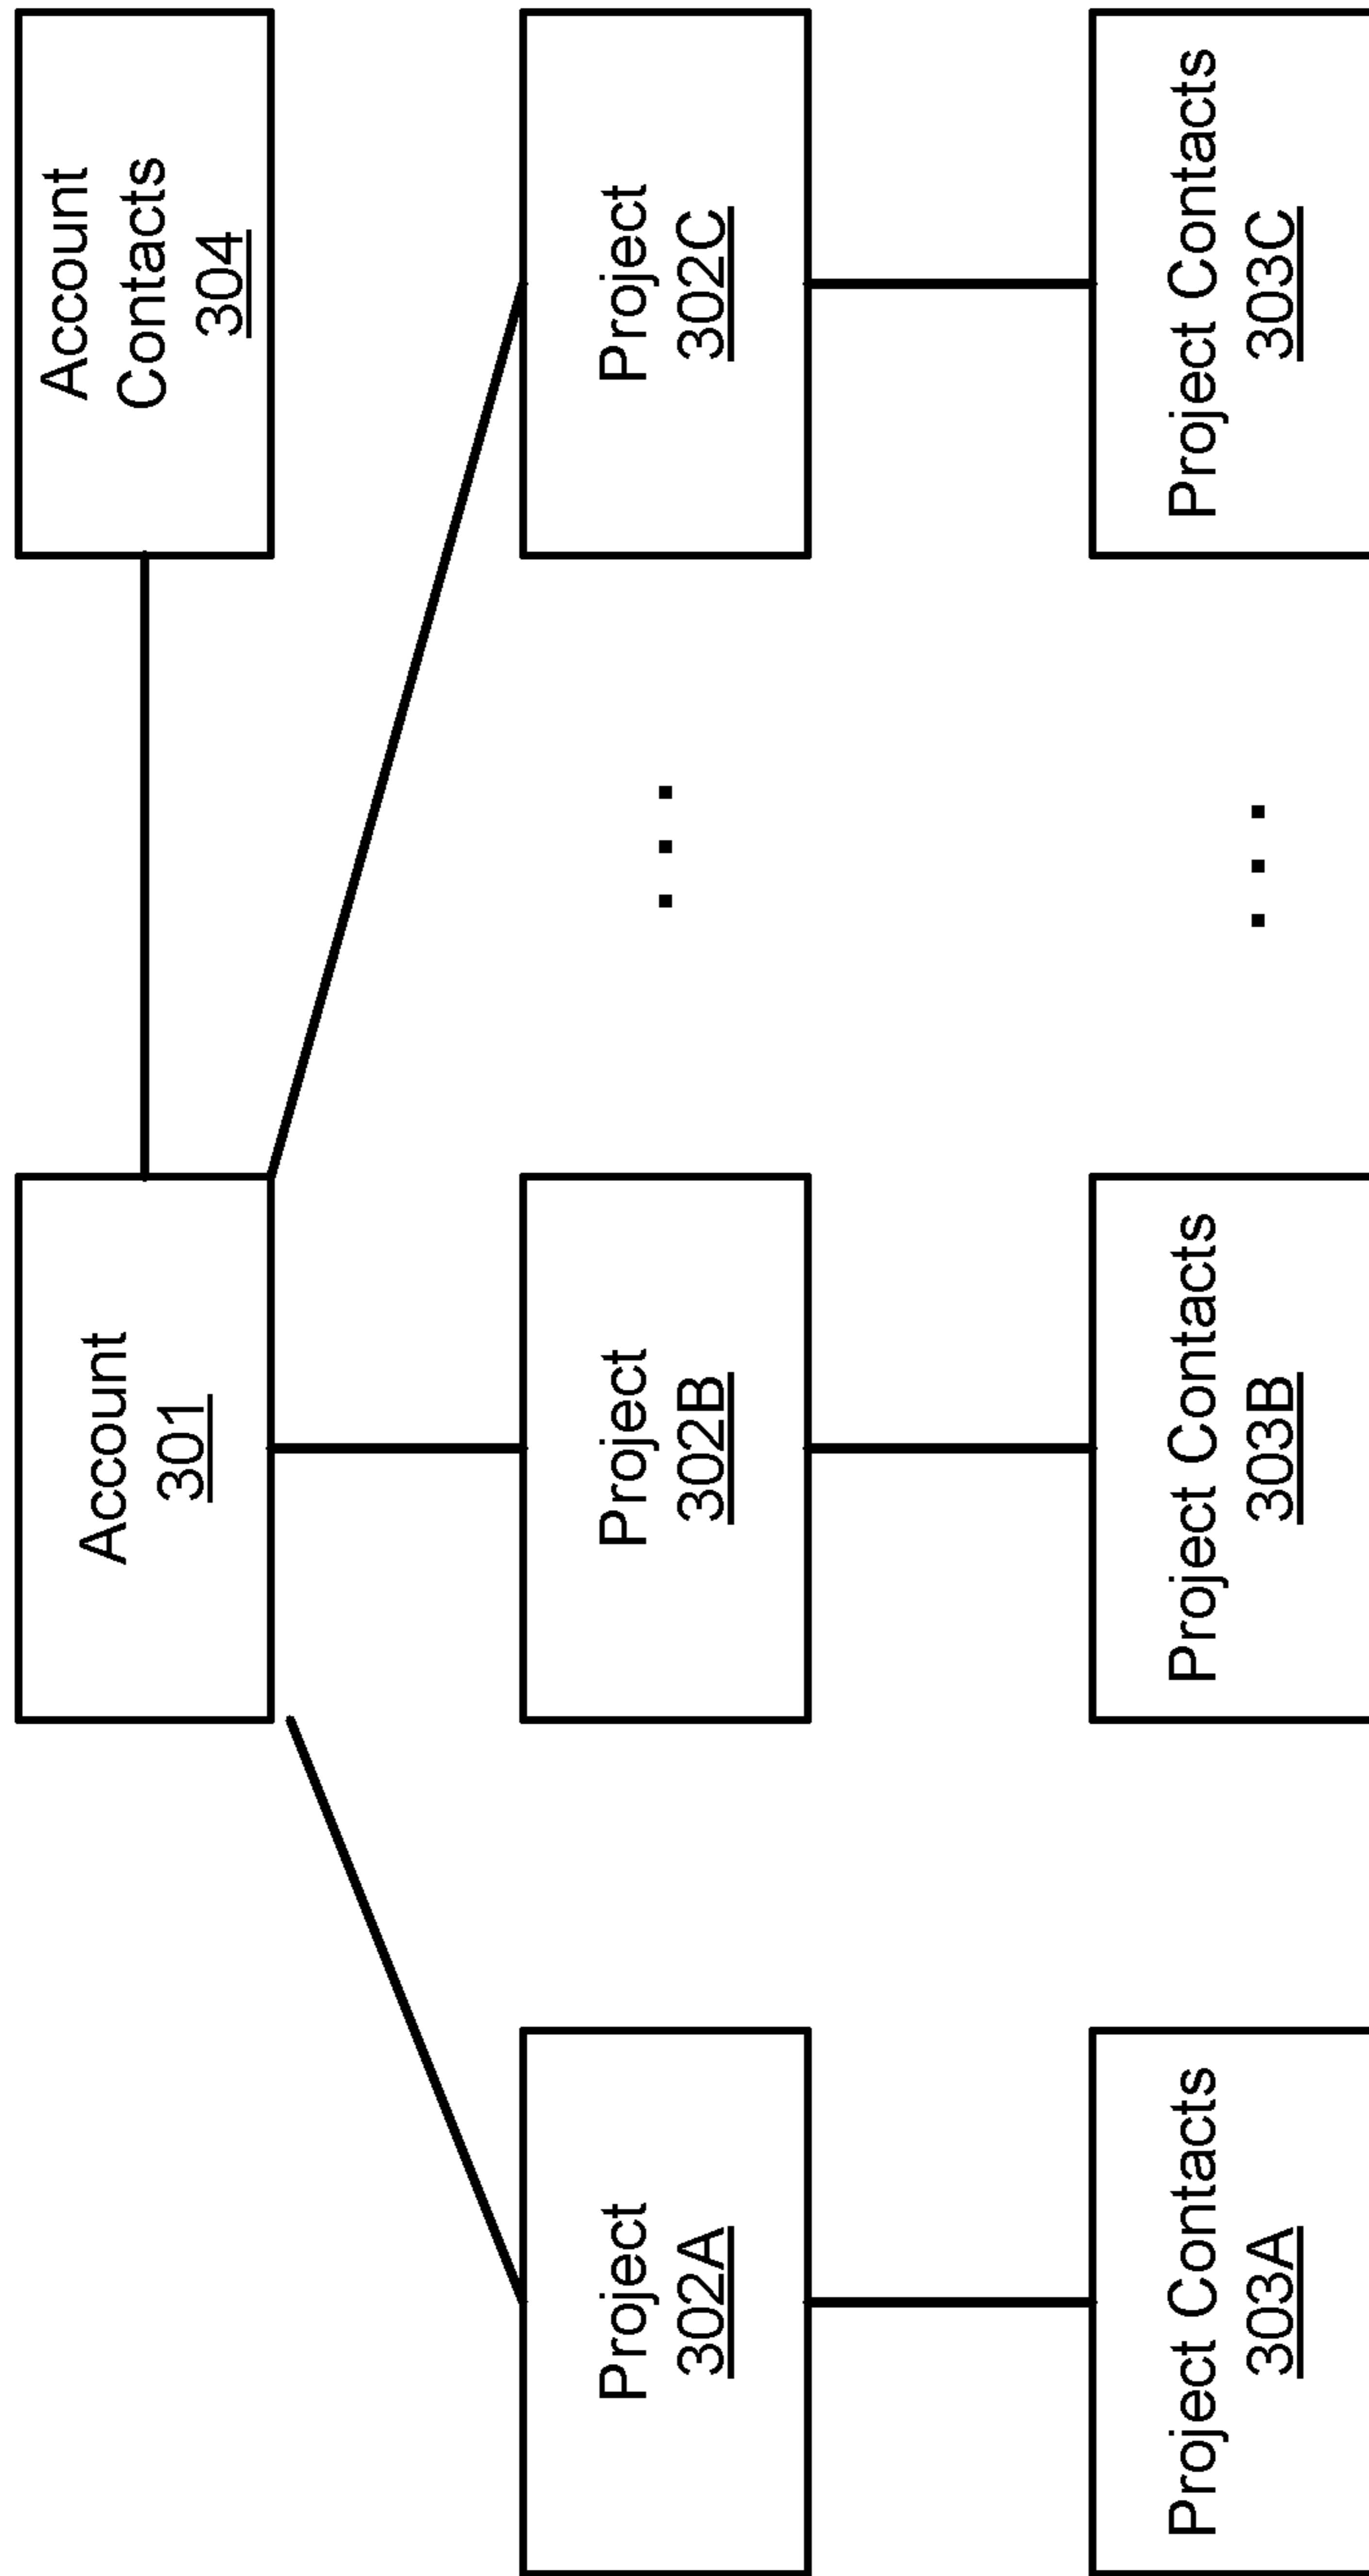 Account
301
Account
Contacts
304
Project
302A
Project
302B
. . .
Project
302C
Project Contacts
303A
Project Contacts
303B
. . .
Project Contacts
303C